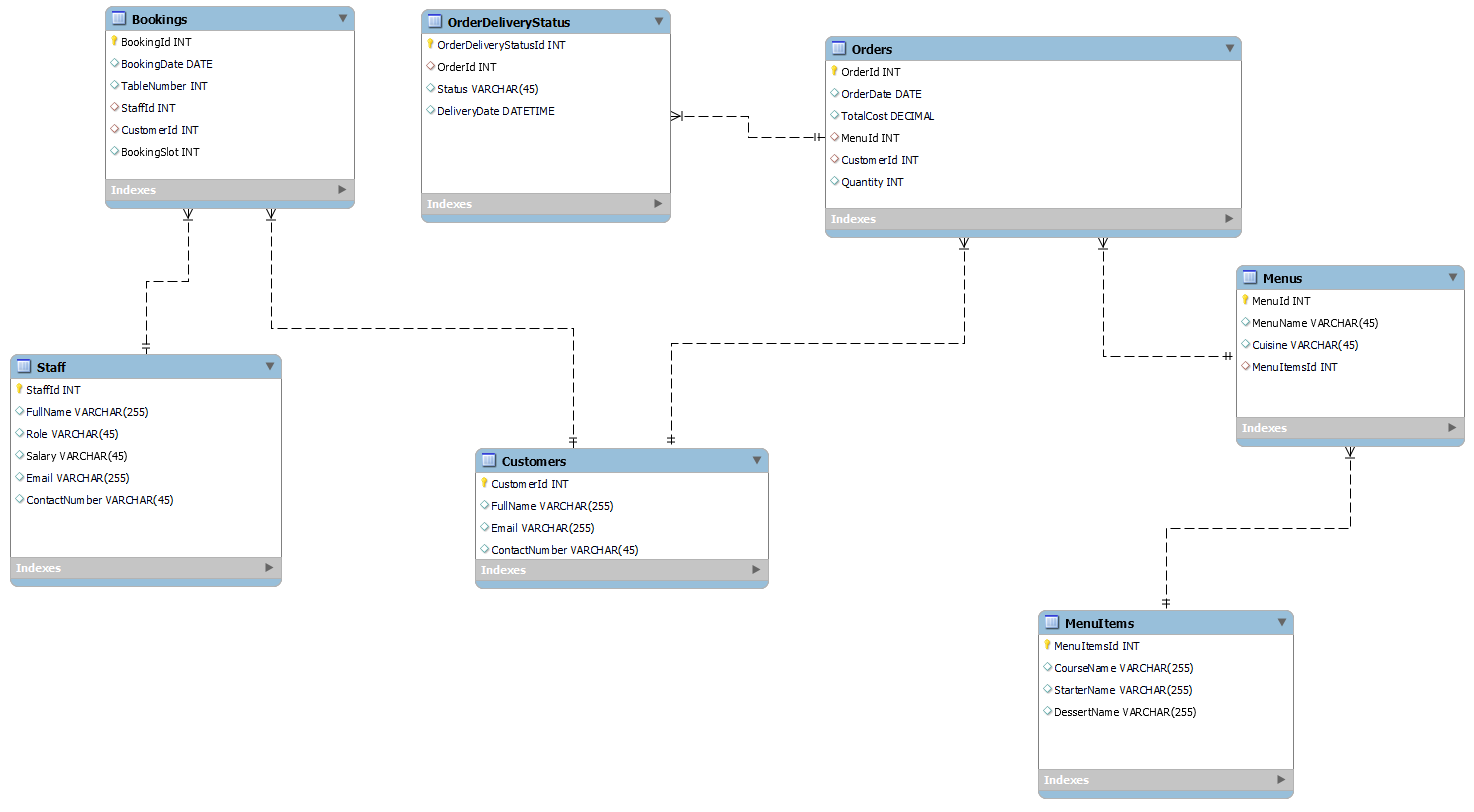 Bookings
BookingId INT
BookingDate DATE
TableNumber INT
StaffId INT
CustomerId INT
BookingSlot INT
Indexes
OrderDeliveryStatus
OrderDeliveryStatusId INT
OrderId INT
Status VARCHAR(45)
DeliveryDate DATETIME
Indexes
Orders
OrderId INT
OrderDate DATE
TotalCost DECIMAL
MenuId INT
CustomerId INT
Quantity INT
Indexes
Menus
MenuId INT
MenuName VARCHAR(45)
Cuisine VARCHAR(45)
MenuItemsId INT
Indexes
Staff
StaffId INT
FullName VARCHAR(255)
Role VARCHAR(45)
Salary VARCHAR(45)
Email VARCHAR(255)
ContactNumber VARCHAR(45)
Indexes
Customers
CustomerId INT
FullName VARCHAR(255)
Email VARCHAR(255)
ContactNumber VARCHAR(45)
Indexes
MenuItems
MenuItemsId INT
CourseName VARCHAR(255)
StarterName VARCHAR(255)
DessertName VARCHAR(255)
Indexes